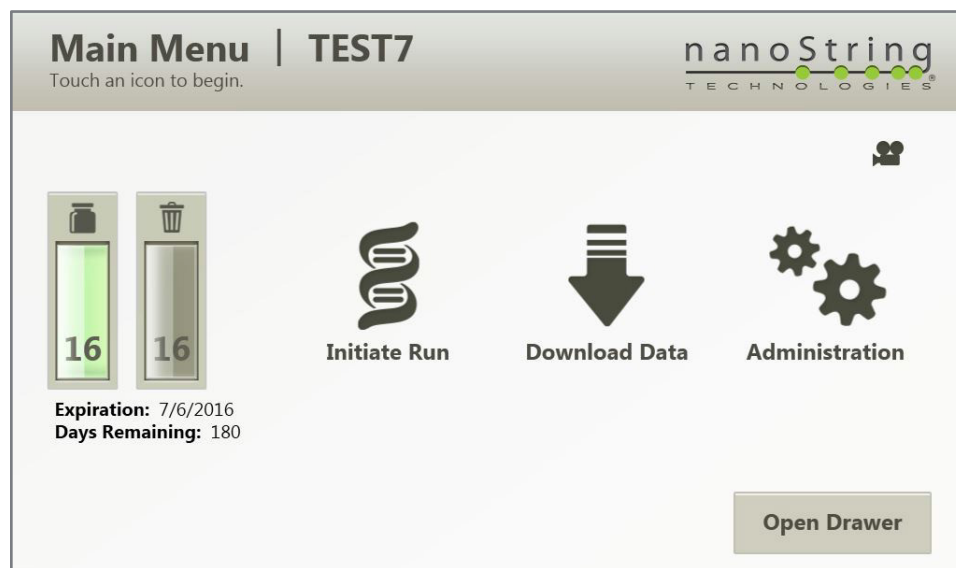 Main Menu | TEST7
Touch an icon to begin.
nanoString
TECHNOLOGIES®
16
16
Initiate Run
Download Data
Administration
Expiration: 7/6/2016
Days Remaining: 180
Open Drawer